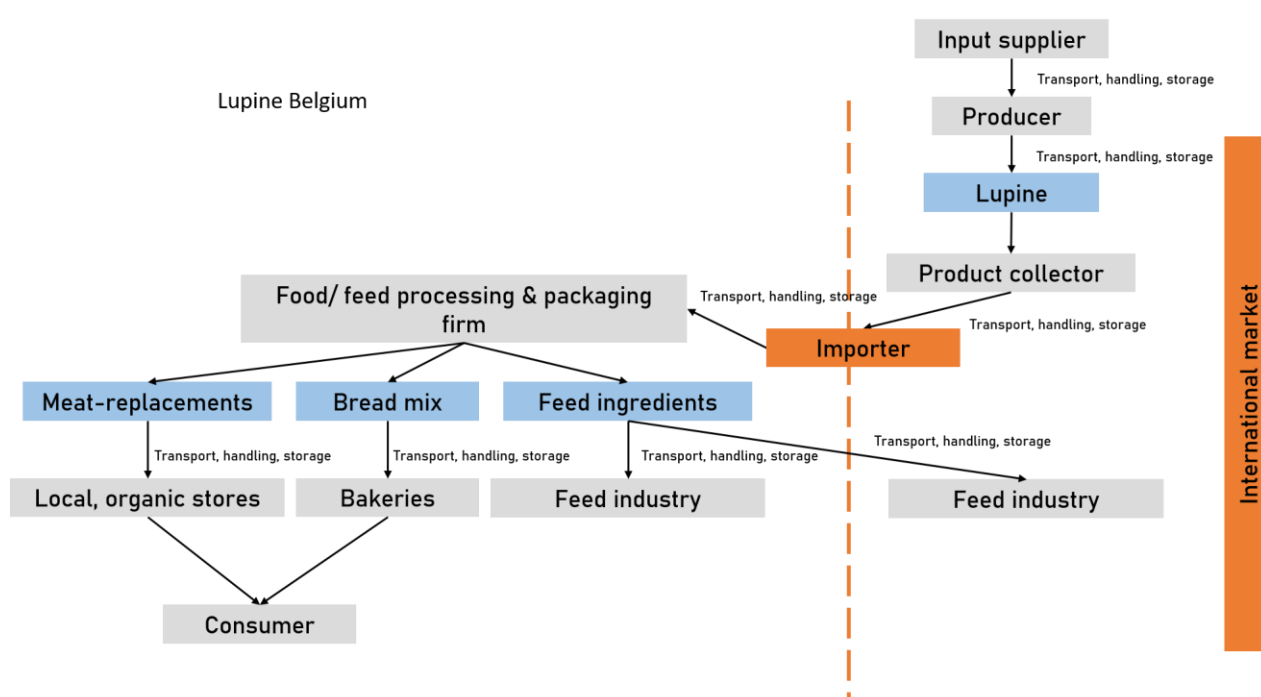 Input supplier
Transport, handling, storage
Lupine Belgium
Producer
Transport, handling, storage
Lupine
Product collector
Food/ feed processing & packaging
firm
Transport, handling, storage
Transport, handling, storage
Importer
International market
Meat-replacements
Bread mix
Feed ingredients
Transport, handling, storage
Transport, handling, storage
Transport, handling, storage
Transport, handling, storage
Local, organic stores
Bakeries
Feed industry
Feed industry
Consumer